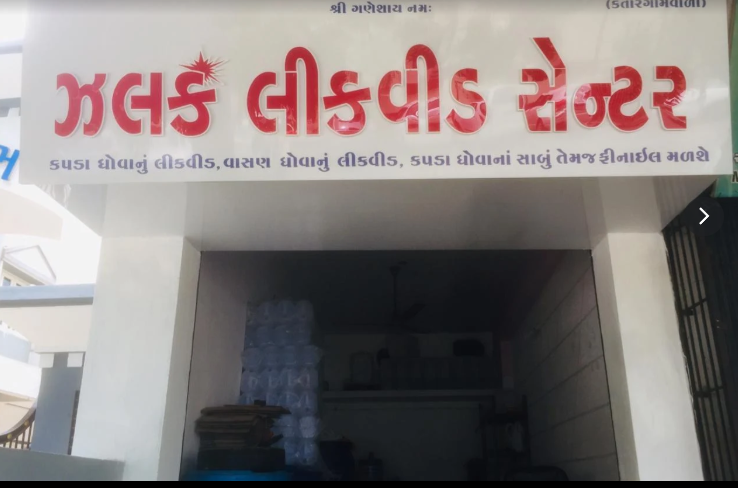 શ્રી ગણેશાય નમઃ
(કતારગામવાળા)
ઝલક લીકવીડ સેન્ટર
કપડા ધોવાનું લીકવીડ, વાસણ ધોવાનું લીકવીડ, કપડા ધોવાનાં સાબું તેમજ ફીનાઈલ મળશે